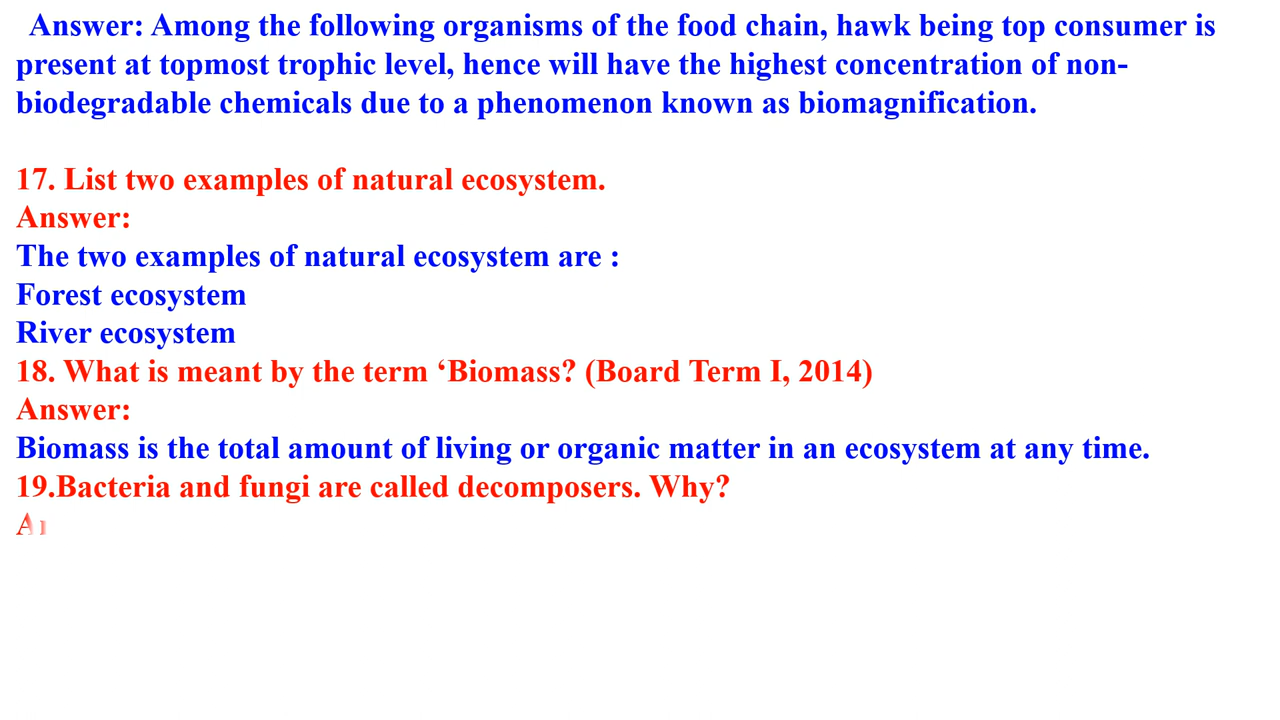 Answer: Among the following organisms of the food chain, hawk being top consumer is
present at topmost trophic level, hence will have the highest concentration of non-
biodegradable chemicals due to a phenomenon known as biomagnification.
17. List two examples of natural ecosystem.
Answer:
The two examples of natural ecosystem are :
Forest ecosystem
River ecosystem
18. What is meant by the term ‘Biomass? (Board Term I, 2014)
Answer:
Biomass is the total amount of living or organic matter in an ecosystem at any time.
19.Bacteria and fungi are called decomposers. Why?